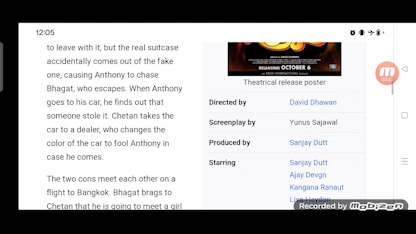 12:05
to leave with it, but the real suitcase
accidentally comes out of the fake
one, causing Anthony to chase
Bhagat, who escapes. When Anthony
goes to his car, he finds out that
someone stole it. Chetan takes the
car to a dealer, who changes the
color of the car to fool Anthony in
case he comes.
The two cons meet each other on a
flight to Bangkok. Bhagat brags to
Chetan that he is going to meet a girl
RELEASING OCTOBER 6
Theatrical release poster
Directed by David Dhawan
Screenplay by Yunus Sajawal
Produced by Sanjay Dutt
Starring Sanjay Dutt
Ajay Devgn
Kangana Ranaut
Recorded by Mobizen